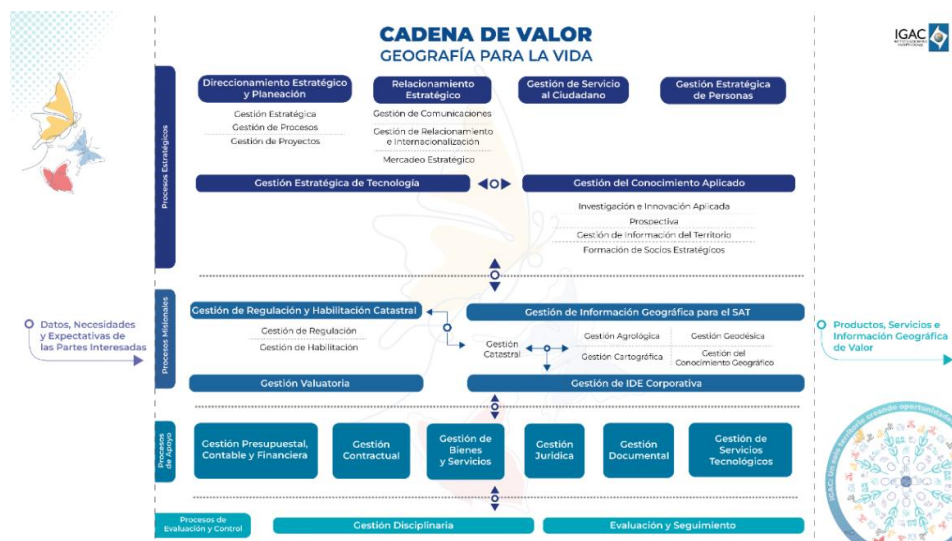 CADENA DE VALOR
GEOGRAFÍA PARA LA VIDA
IGAC
Procesos Estratégicos
Direccionamiento Estratégico
y Planeación
Gestión Estratégica
Gestión de Procesos
Gestión de Proyectos
Relacionamiento
Estratégico
Gestión de Comunicaciones
Gestión de Relacionamiento
e Internacionalización
Mercadeo Estratégico
Gestión de Servicio
al Ciudadano
Gestión Estratégica
de Personas
Gestión Estratégica de Tecnología
Gestión del Conocimiento Aplicado
Investigación e Innovación Aplicada
Prospectiva
Gestión de Información del Territorio
Formación de Socios Estratégicos
Datos, Necesidades
y Expectativas de
las Partes Interesadas
Procesos Misionales
Gestión de Regulación y Habilitación Catastral
Gestión de Regulación
Gestión de Habilitación
Gestión Valuatoria
Gestión de Información Geográfica para el SAT
Gestión
Catastral
Gestión Agrológica
Gestión Geodésica
Gestión Cartográfica
Gestión del
Conocimiento Geográfico
Gestión de IDE Corporativa
Productos, Servicios e
Información Geográfica
de Valor
Procesos
de Apoyo
Gestión Presupuestal,
Contable y Financiera
Gestión
Contractual
Gestión de
Bienes
y Servicios
Gestión
Jurídica
Gestión
Documental
Gestión de
Servicios
Tecnológicos
Procesos de
Evaluación y Control
Gestión Disciplinaria
Evaluación y Seguimiento
IGAC: Un solo territorio creando oportunidades